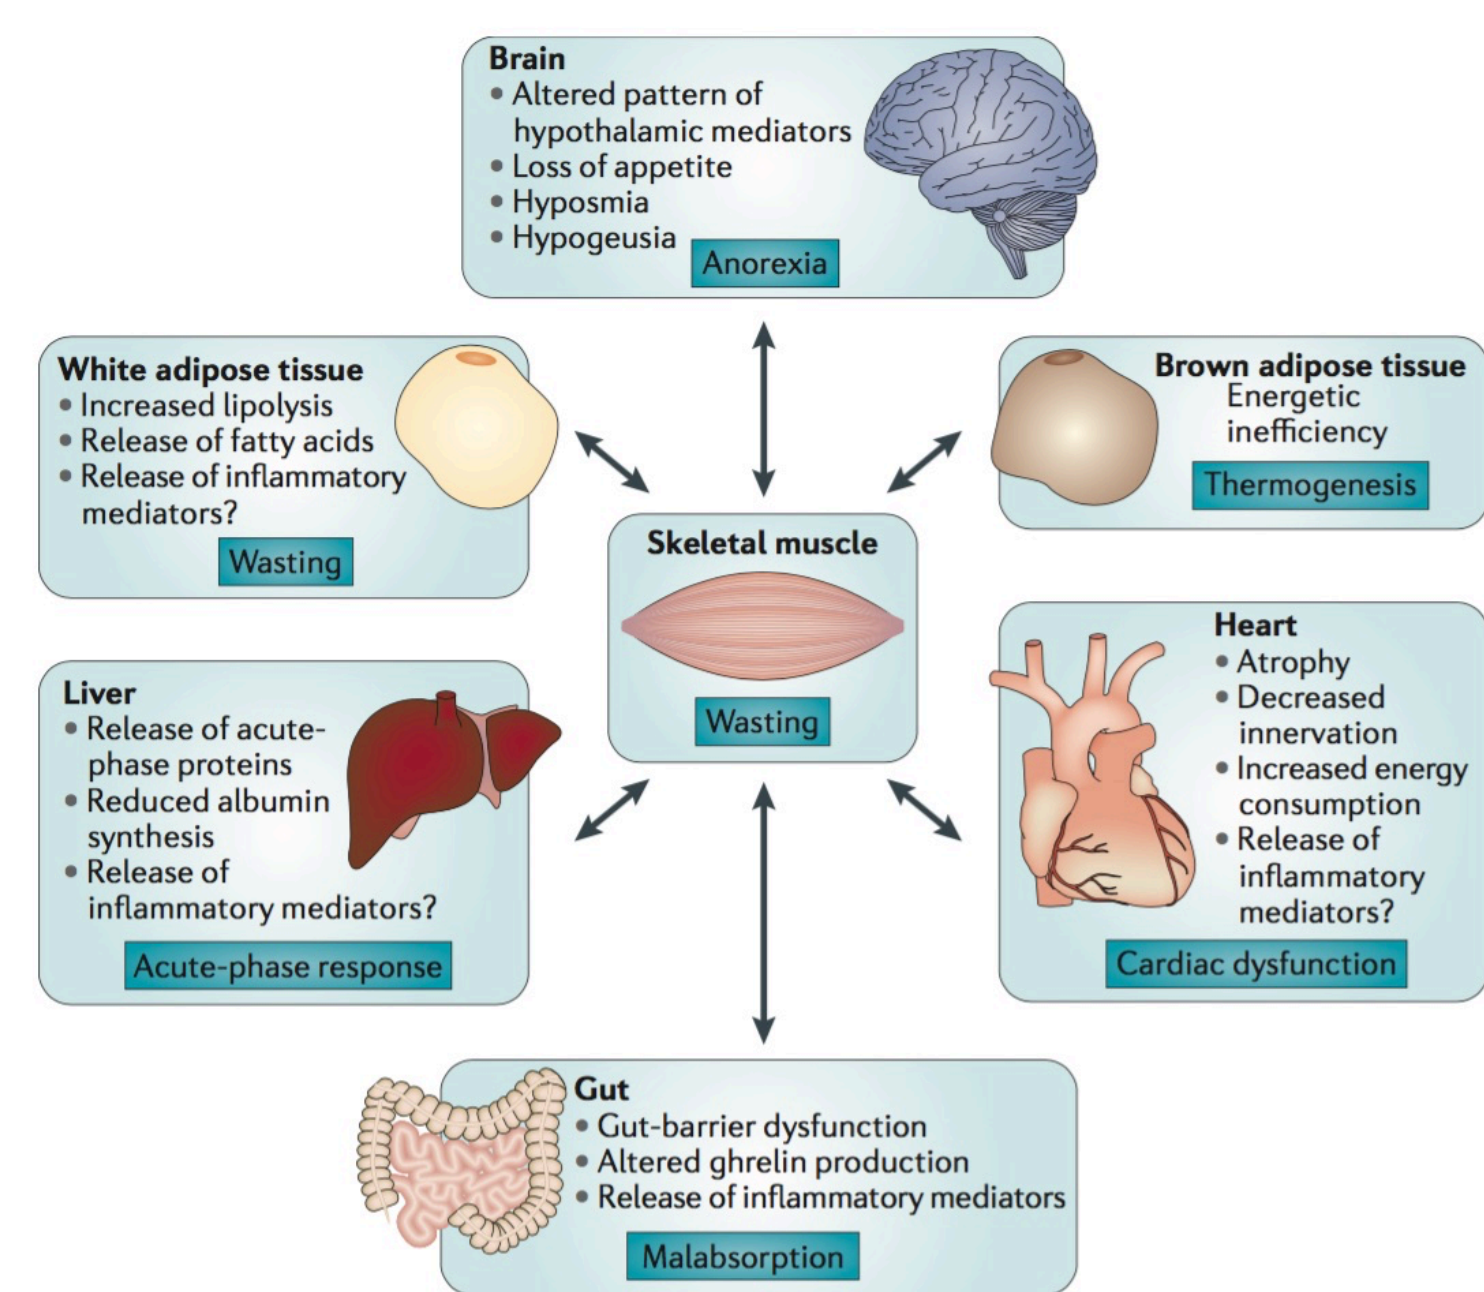 Brain
• Altered pattern of
hypothalamic mediators
• Loss of appetite
• Hyposmia
• Hypogeusia
Anorexia
White adipose tissue
• Increased lipolysis
• Release of fatty acids
• Release of inflammatory
mediators?
Wasting
Brown adipose tissue
Energetic
inefficiency
Thermogenesis
Skeletal muscle
Wasting
Liver
• Release of acute-
phase proteins
• Reduced albumin
synthesis
• Release of
inflammatory mediators?
Acute-phase response
Heart
• Atrophy
• Decreased
innervation
• Increased energy
consumption
• Release of
inflammatory
mediators?
Cardiac dysfunction
Gut
• Gut-barrier dysfunction
• Altered ghrelin production
• Release of inflammatory mediators
Malabsorption